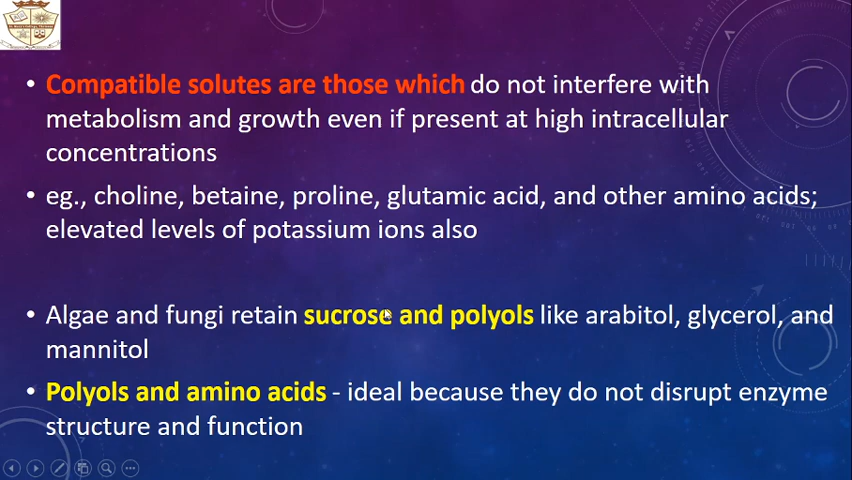 • Compatible solutes are those which do not interfere with
metabolism and growth even if present at high intracellular
concentrations
• eg., choline, betaine, proline, glutamic acid, and other amino acids;
elevated levels of potassium ions also
• Algae and fungi retain sucrose and polyols like arabitol, glycerol, and
mannitol
• Polyols and amino acids - ideal because they do not disrupt enzyme
structure and function